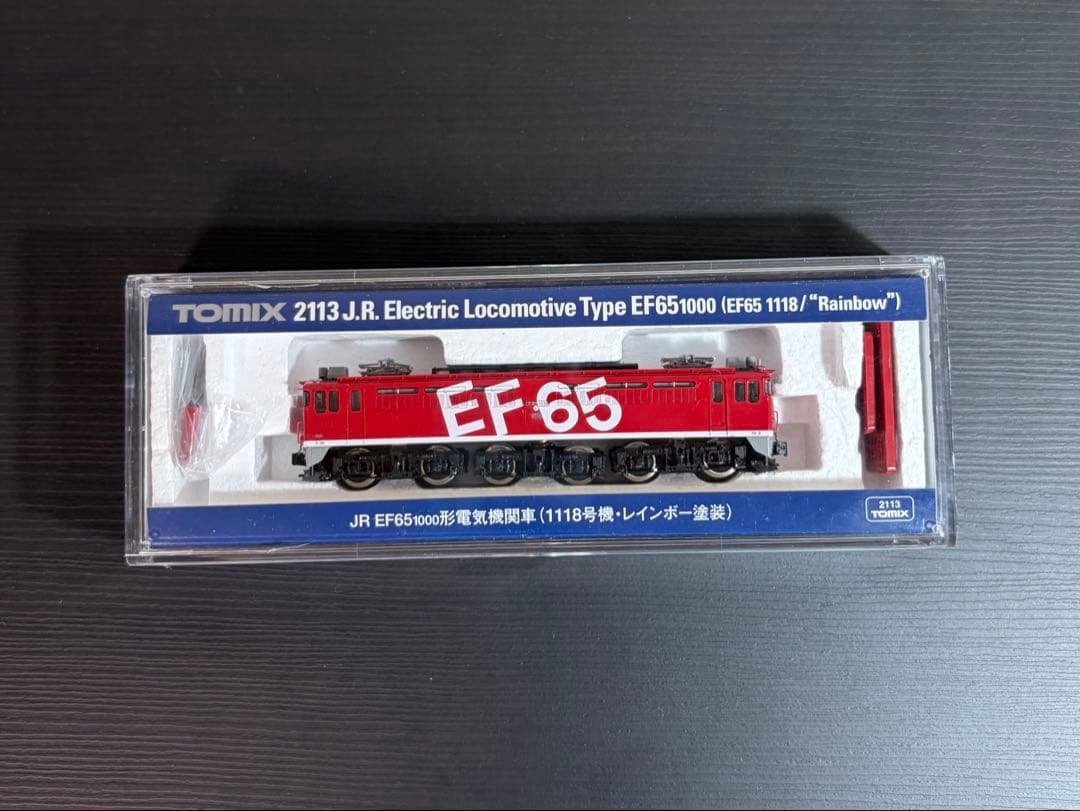 TOMIX 2113 J.R. Electric Locomotive Type EF651000 (EF65 1118/“Rainbow”)
EF65
JR EF651000形電気機関車(1118号機・レインボー塗装)
2113
TOMIX